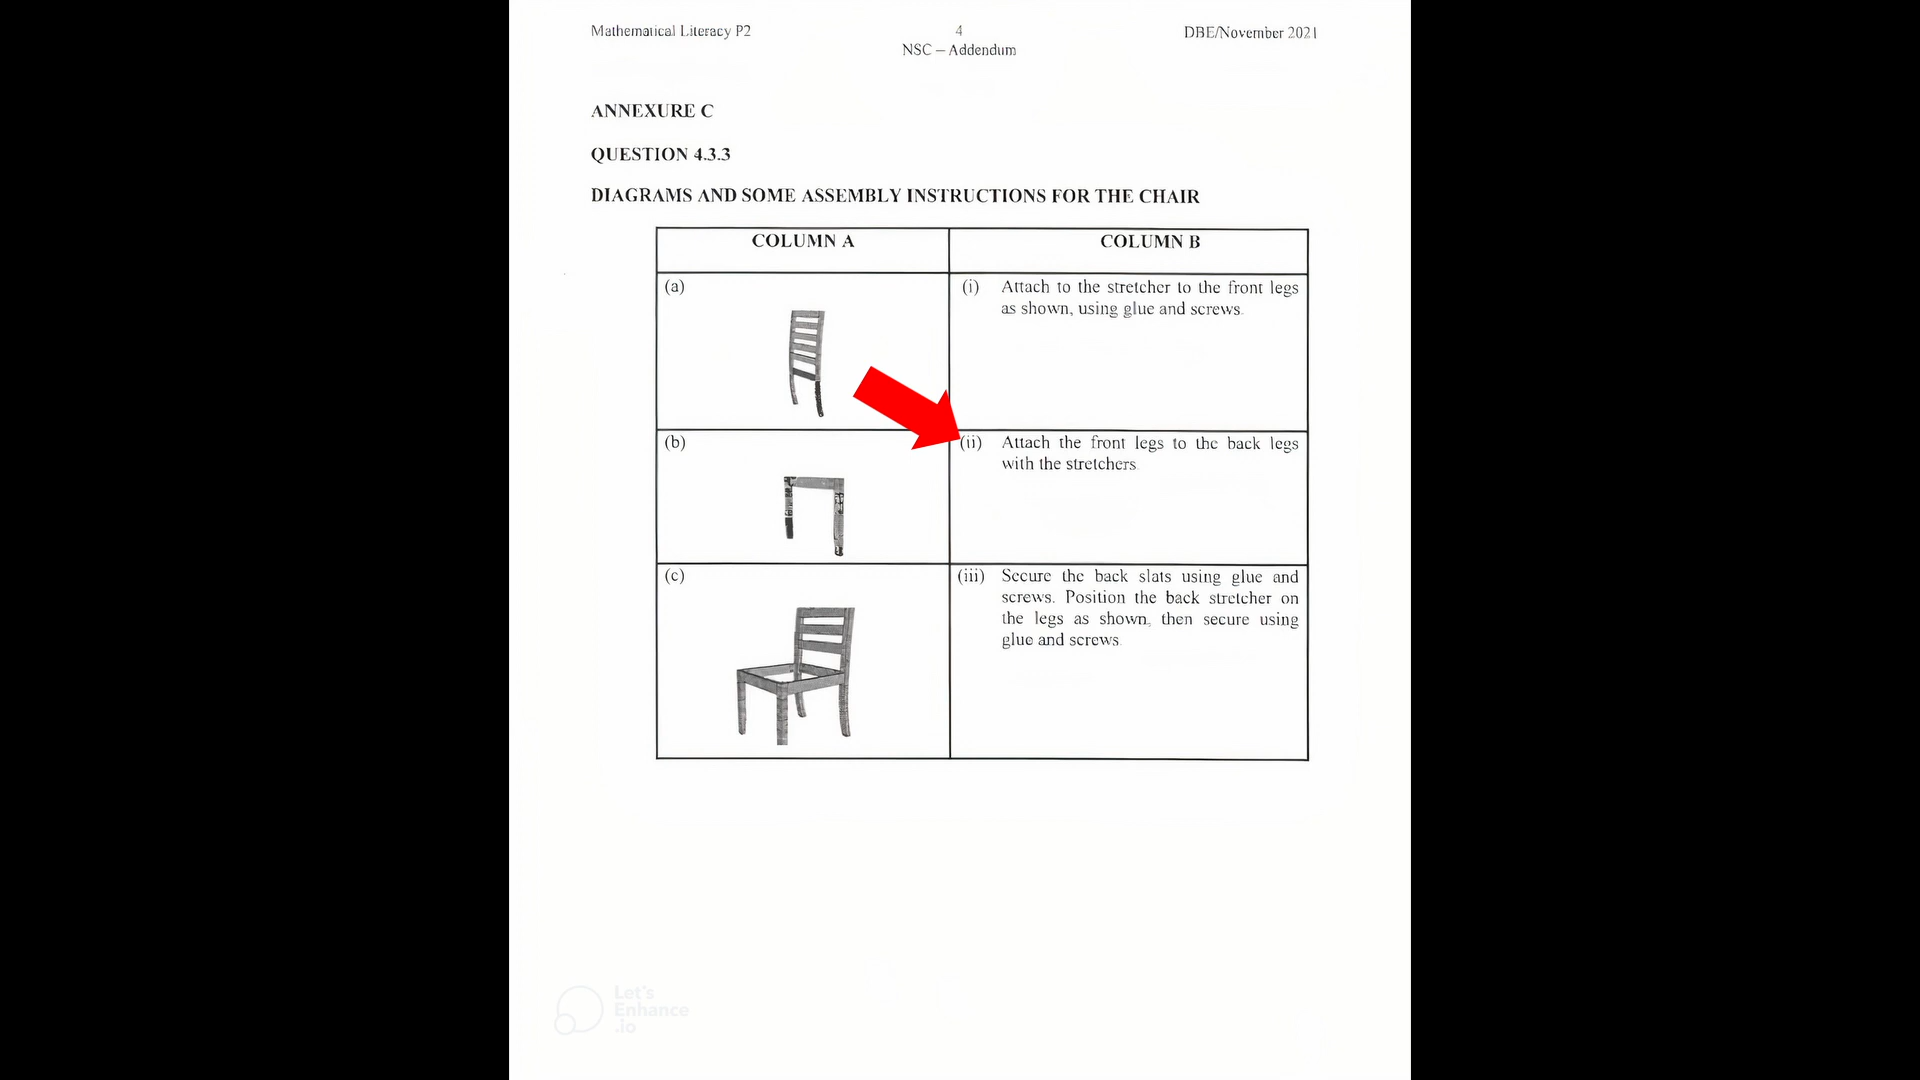 Mathematical Literacy P2 4 DBE/November 2021
NSC – Addendum
ANNEXURE C
QUESTION 4.3.3
DIAGRAMS AND SOME ASSEMBLY INSTRUCTIONS FOR THE CHAIR
COLUMN A COLUMN B
(a) (i) Attach to the stretcher to the front legs
as shown, using glue and screws.
(b) (ii) Attach the front legs to the back legs
with the stretchers.
(c) (iii) Secure the back slats using glue and
screws. Position the back stretcher on
the legs as shown, then secure using
glue and screws.
Let's
Enhance
.io